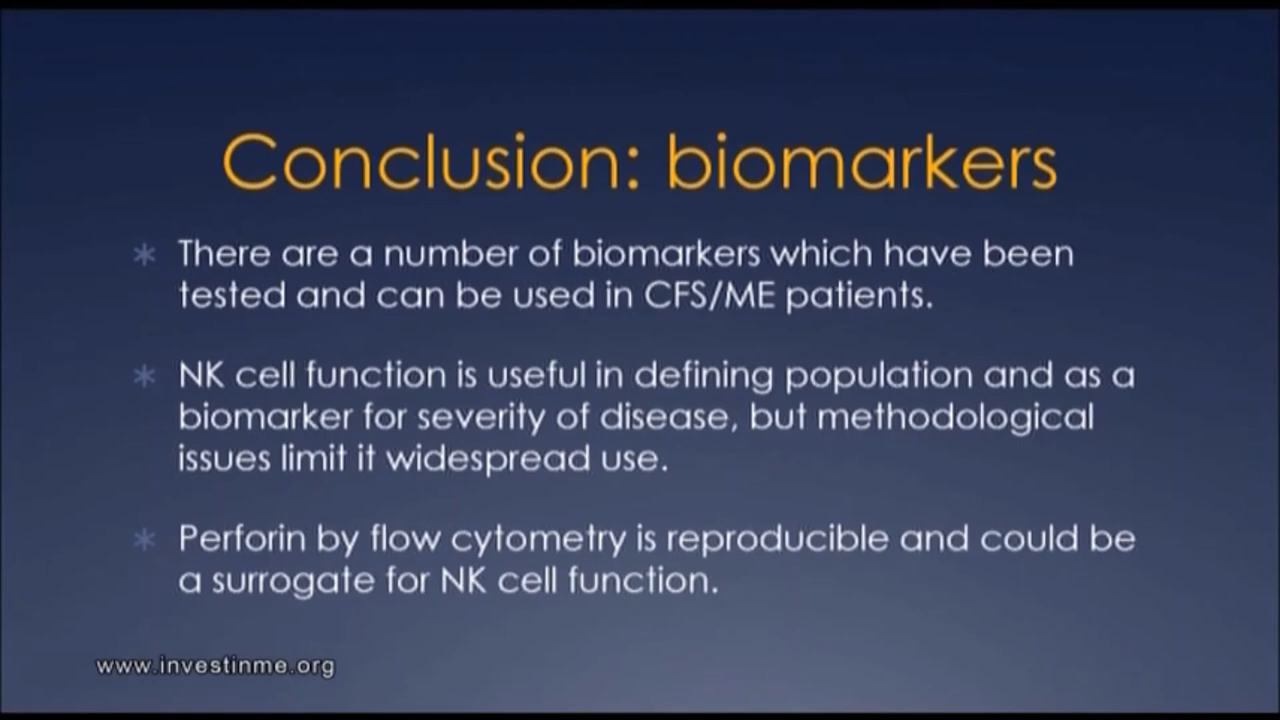 Conclusion: biomarkers
* There are a number of biomarkers which have been
tested and can be used in CFS/ME patients.
* NK cell function is useful in defining population and as a
biomarker for severity of disease, but methodological
issues limit it widespread use.
* Perforin by flow cytometry is reproducible and could be
a surrogate for NK cell function.
www.investinme.org